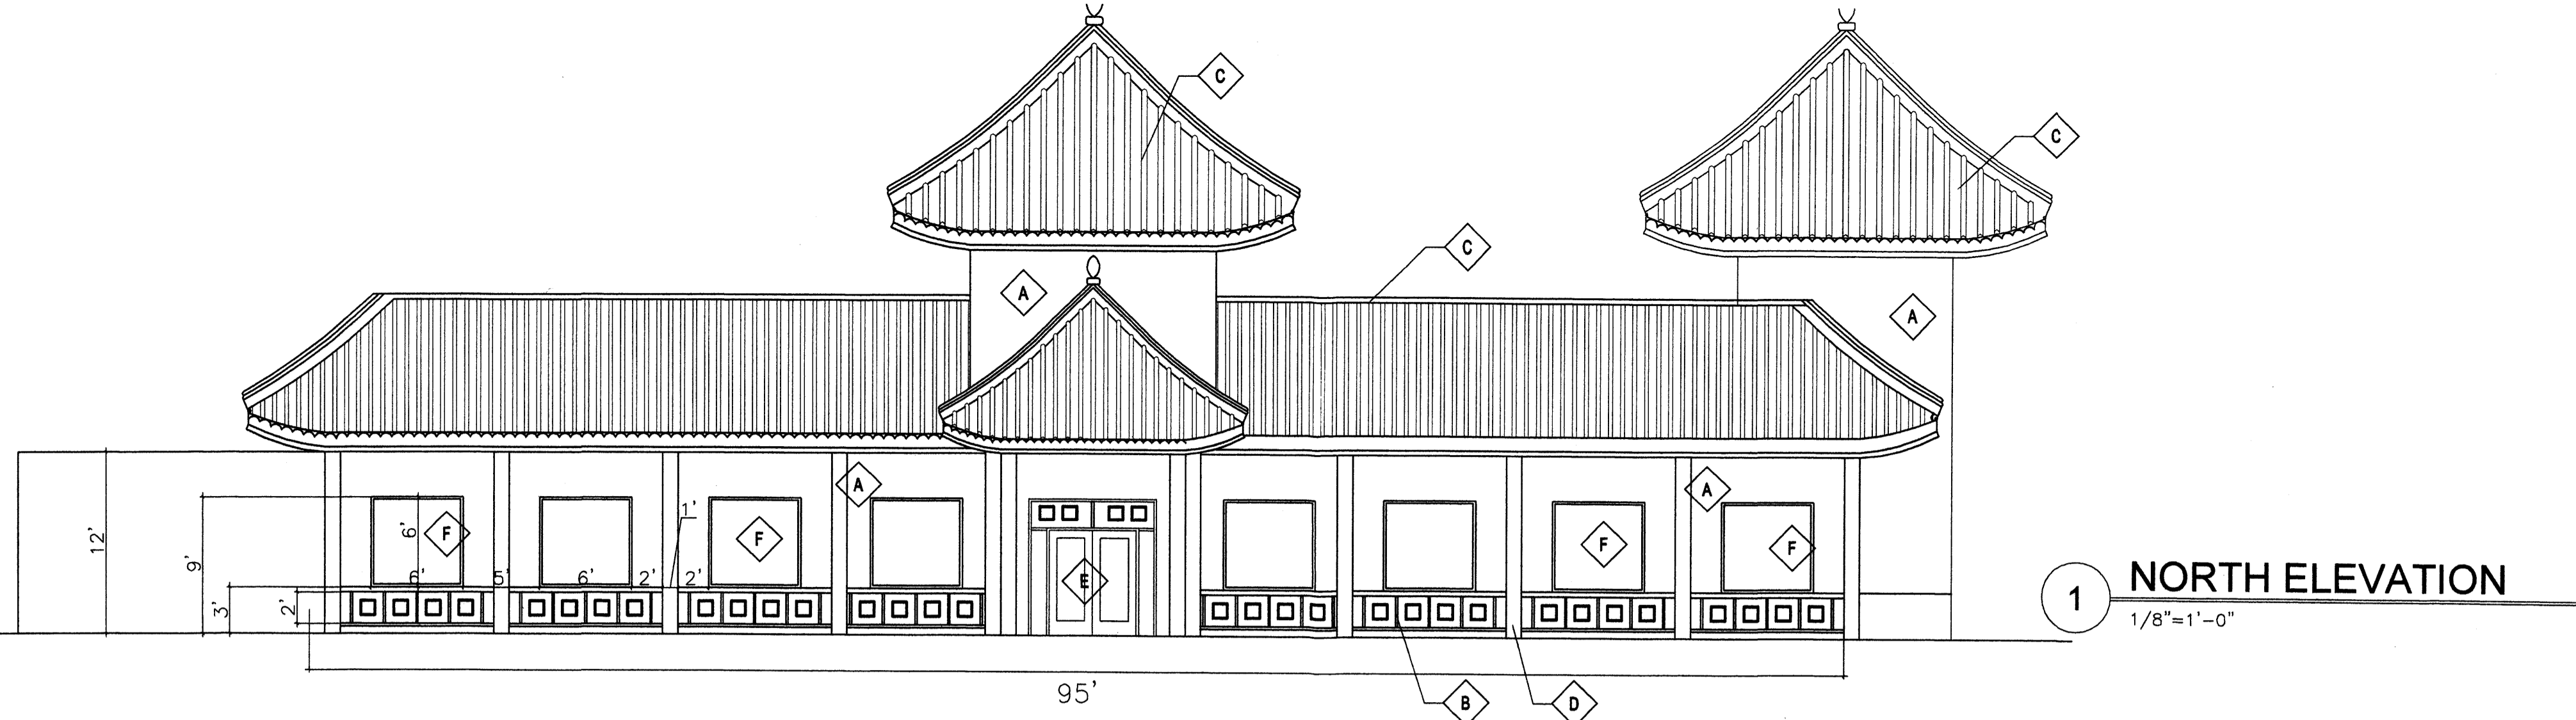 C
C
C
A
A
A
A
1'
12'
9'
6'
F
F
F
F
E
6'
5'
6'
2'
2'
3'
2'
1 NORTH ELEVATION
1/8"=1'-0"
95'
B
D